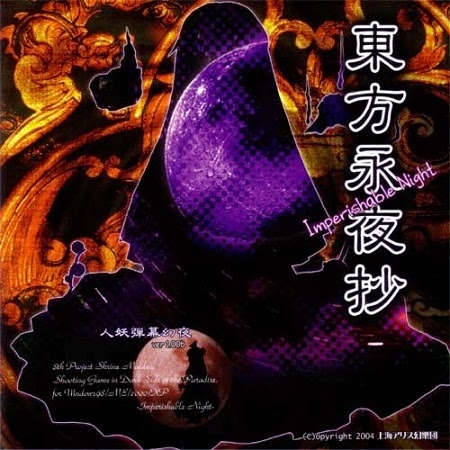 東方永夜抄
Imperishable Night
人妖弾幕幻夜
ver 1.00b
8th Project Shrine Maiden.
Shooting Game in Dark Side of the Paradise.
for Windows98/ME/2000/XP
-Imperishable Night-
(C)opyright 2004 上海アリス幻樂団